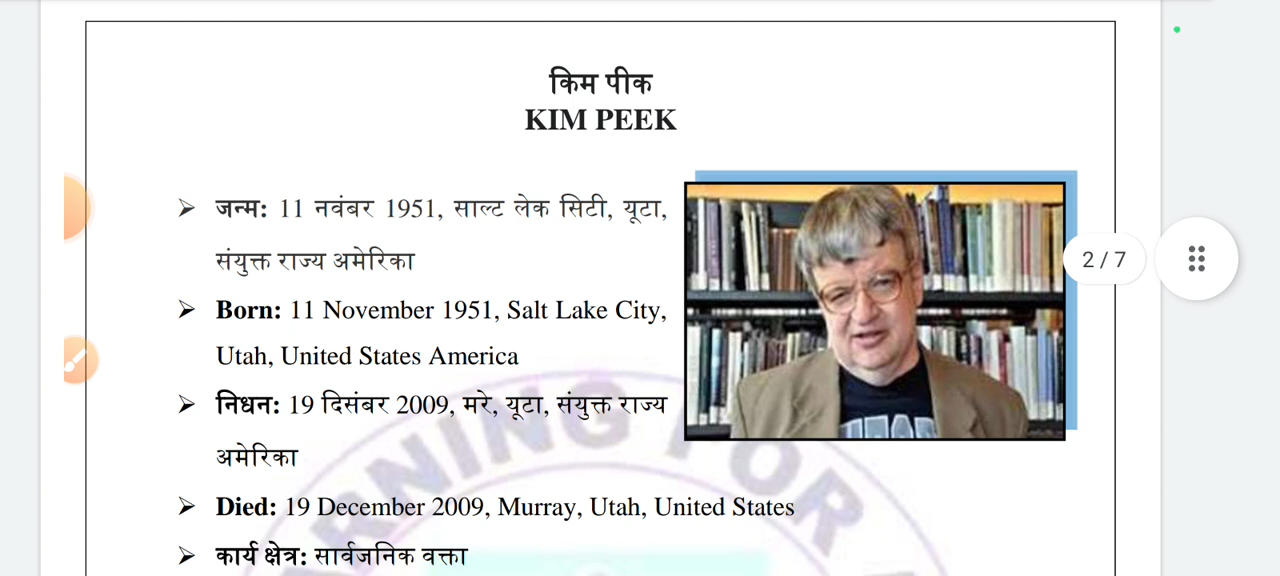 किम पीक
KIM PEEK
➢ जन्म: 11 नवंबर 1951, साल्ट लेक सिटी, यूटा,
संयुक्त राज्य अमेरिका
➢ Born: 11 November 1951, Salt Lake City,
Utah, United States America
➢ निधन: 19 दिसंबर 2009, मरे, यूटा, संयुक्त राज्य
अमेरिका
➢ Died: 19 December 2009, Murray, Utah, United States
➢ कार्य क्षेत्र: सार्वजनिक वक्ता
2 / 7